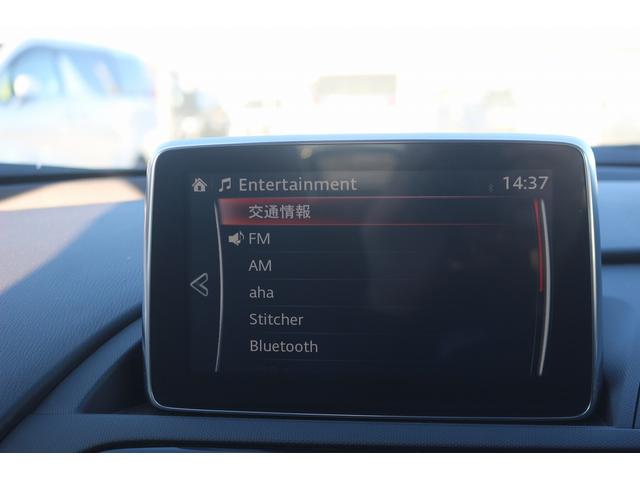 Entertainment 14:37
交通情報
FM
AM
aha
Stitcher
Bluetooth